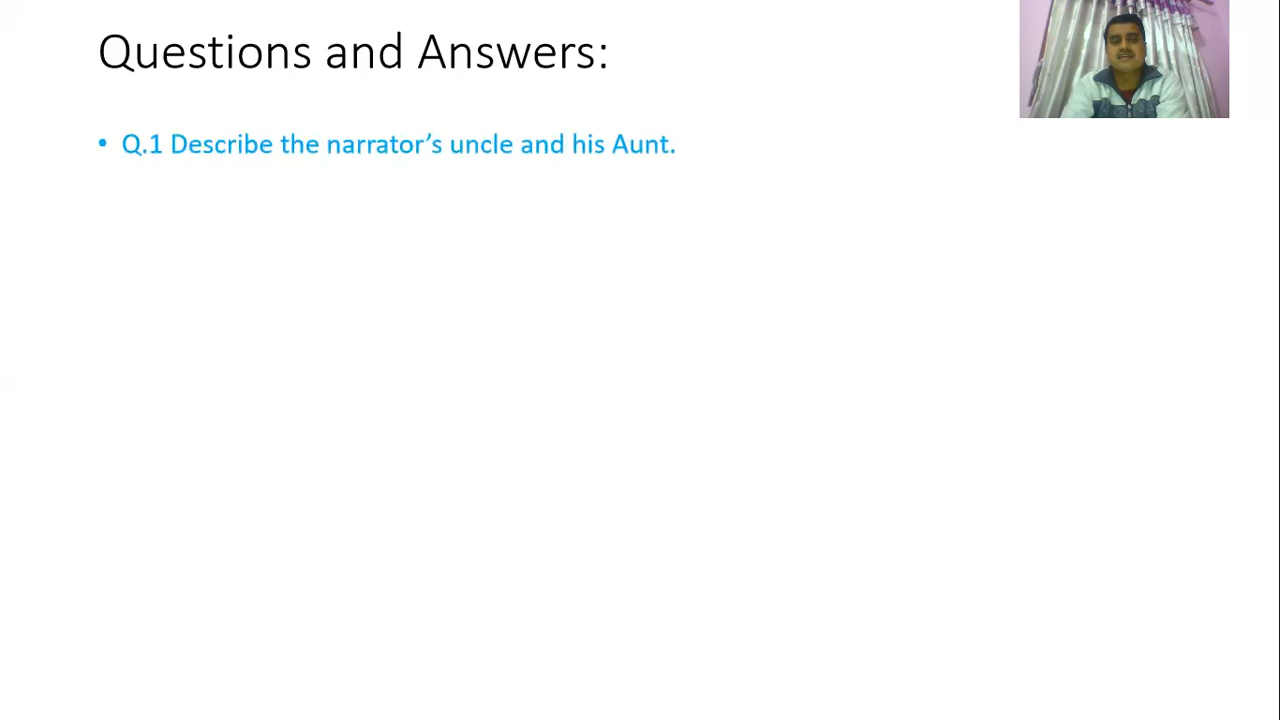 Questions and Answers:
• Q.1 Describe the narrator’s uncle and his Aunt.